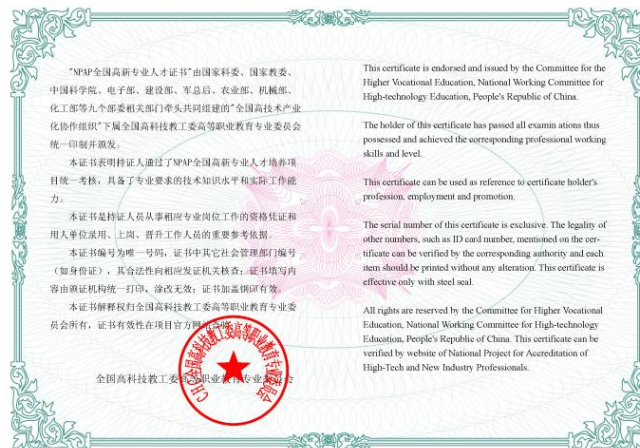 "NPAP全国高新专业人才证书"由国家科委、国家教委、
中国科学院、电子部、建设部、军总后、农业部、机械部、
化工部等九个部委相关部门牵头共同组建的"全国高技术产业
化协作组织"下属全国高科技教工委高等职业教育专业委员会
统一印制并颁发。
本证书表明持证人通过了NPAP全国高新专业人才培养项
目统一考核，具备了专业要求的技术知识水平和实际工作能
力。
本证书是持证人员从事相应专业岗位工作的资格凭证和
用人单位录用、上岗、晋升工作人员的重要参考依据。
本证书编号为唯一号码，证书中其它社会管理部门编号
（如身份证），其合法性向相应发证机关核查；证书填写内
容由颁证机构统一打印，涂改无效；证书加盖钢印有效。
本证书解释权归全国高科技教工委高等职业教育专业委
员会所有，证书有效性在项目官方网
全国高科技教工委高等职业教育专业委员会
This certificate is endorsed and issued by the Committee for the
Higher Vocational Education, National Working Committee for
High-technology Education, People's Republic of China.
The holder of this certificate has passed all examin ations thus
possessed and achieved the corresponding professional working
skills and level.
This certificate can be used as reference to certificate holder's
profession, employment and promotion.
The serial number of this certificate is exclusive. The legality of
other numbers, such as ID card number, mentioned on the cer-
tificate can be verified by the corresponding authority and each
item should be printed without any alteration. This certificate is
effective only with steel seal.
All rights are reserved by the Committee for Higher Vocational
Education, National Working Committee for High-technology
Education, People's Republic of China. This certificate can be
verified by website of National Project for Accreditation of
High-Tech and New Industry Professionals.